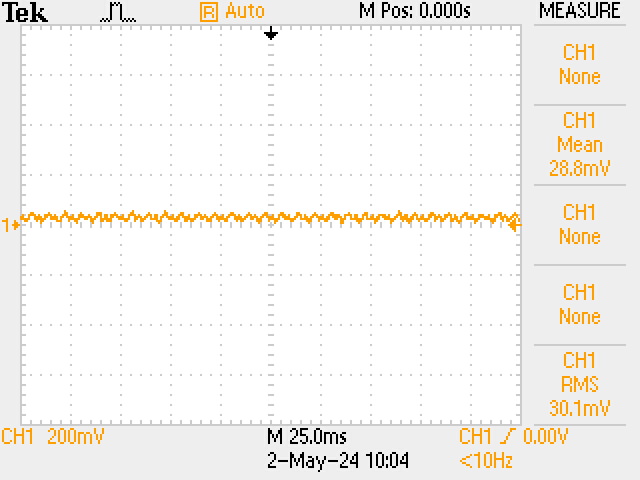 Tek R Auto M Pos: 0.000s MEASURE
CH1
None
CH1
Mean
28.8mV
1
CH1
None
CH1
None
CH1
RMS
30.1mV
CH1 200mV M 25.0ms CH1 0.00V
2-May-24 10:04 <10Hz